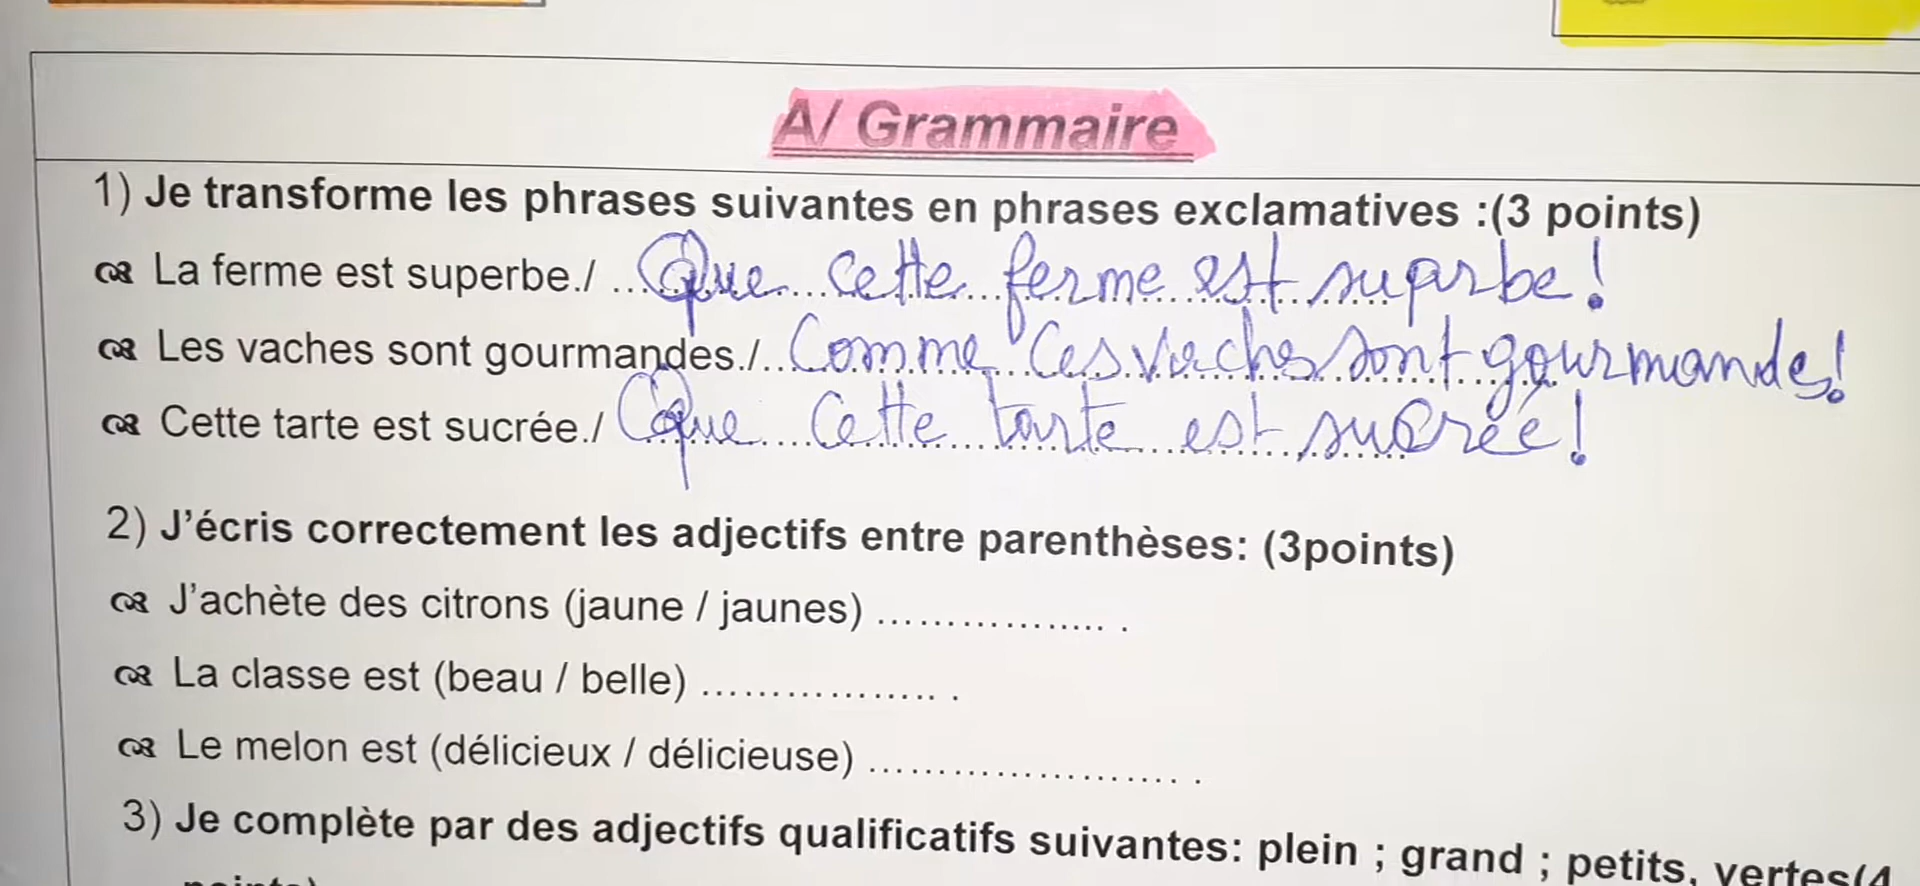 A/ Grammaire
1) Je transforme les phrases suivantes en phrases exclamatives :(3 points)
La ferme est superbe./ ...Que cette ferme est suparbe!
Les vaches sont gourmandes./..Comme Ces vaches sont gourmandes!
Cette tarte est sucrée./ Que Cette tarte est sucrée!
2) J'écris correctement les adjectifs entre parenthèses: (3points)
J'achète des citrons (jaune / jaunes) .................. .
La classe est (beau / belle) ................. .
Le melon est (délicieux / délicieuse) ...................... .
3) Je complète par des adjectifs qualificatifs suivantes: plein ; grand ; petits, vertes(4
points)